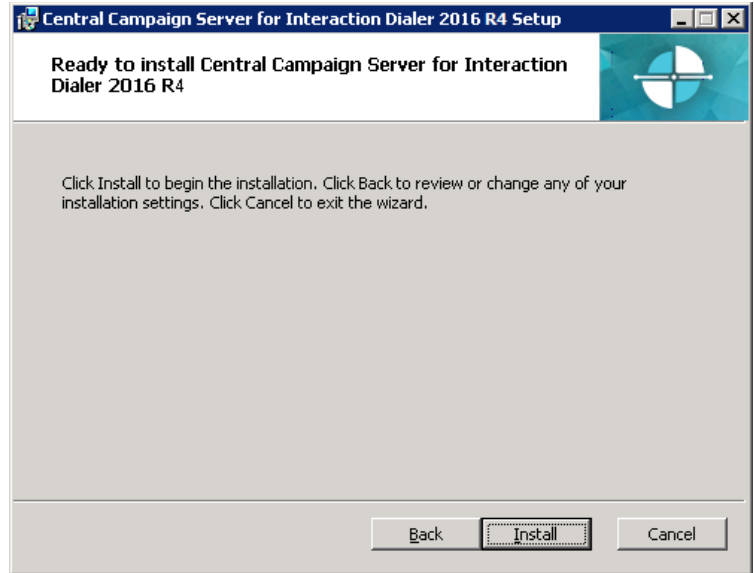 Central Campaign Server for Interaction Dialer 2016 R4 Setup
Ready to install Central Campaign Server for Interaction
Dialer 2016 R4
Click Install to begin the installation. Click Back to review or change any of your
installation settings. Click Cancel to exit the wizard.
Back Install Cancel